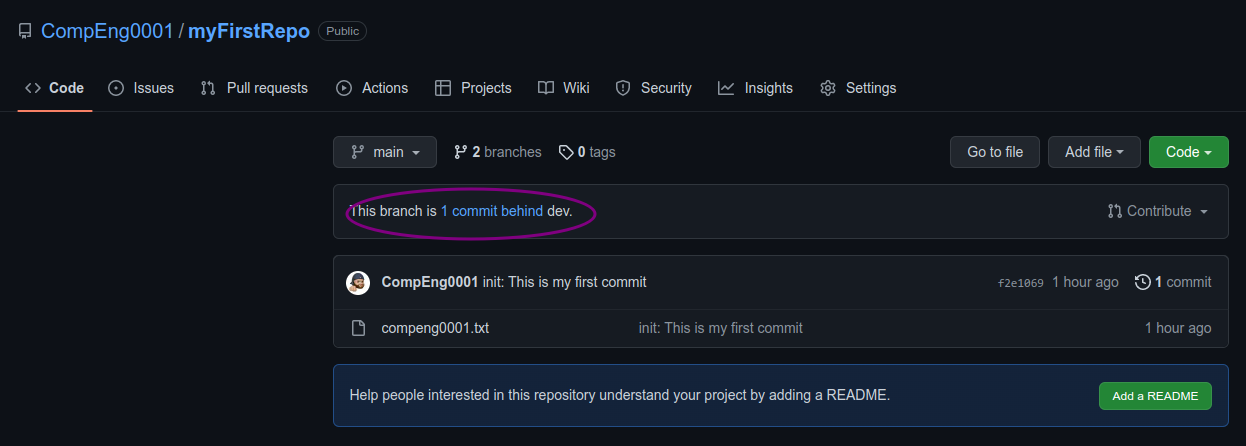 CompEng0001 / myFirstRepo Public
Code Issues Pull requests Actions Projects Wiki Security Insights Settings
main 2 branches 0 tags Go to file Add file Code
This branch is 1 commit behind dev. Contribute
CompEng0001 init: This is my first commit f2e1069 1 hour ago 1 commit
compeng0001.txt init: This is my first commit 1 hour ago
Help people interested in this repository understand your project by adding a README. Add a README